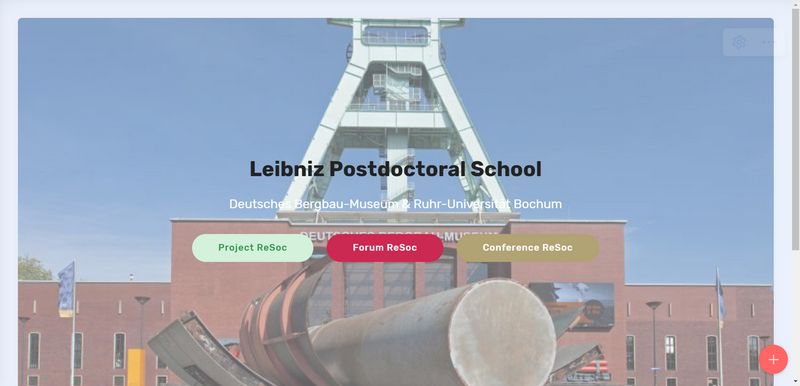 Leibniz Postdoctoral School
Deutsches Bergbau-Museum & Ruhr-Universität Bochum
DEUTSCHES BERGBAU-MUSEUM
Project ReSoc
Forum ReSoc
Conference ReSoc